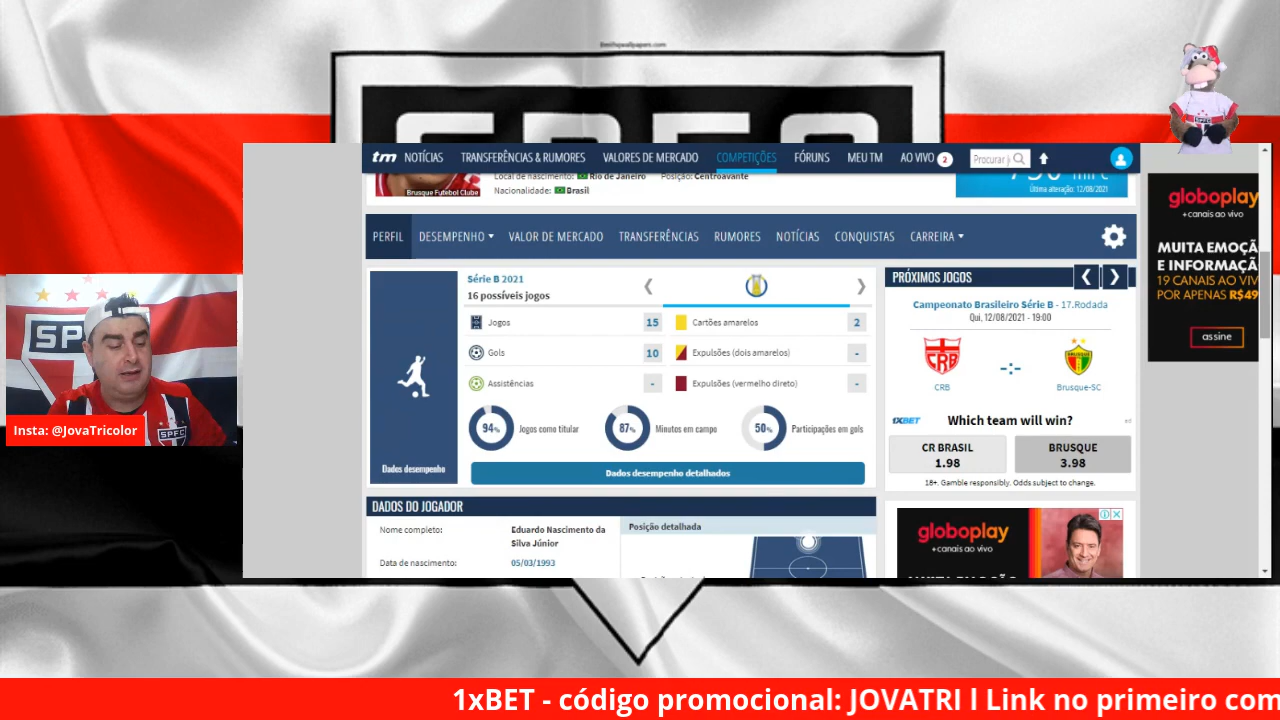 SPFC
tm NOTÍCIAS TRANSFERÊNCIAS & RUMORES VALORES DE MERCADO COMPETIÇÕES FÓRUNS MEU TM AO VIVO 2 Procurar
Brusque Futebol Clube
Local de nascimento: Rio de Janeiro Posição: Centroavante
Nacionalidade: Brasil
Última alteração: 12/08/2021
PERFIL DESEMPENHO VALOR DE MERCADO TRANSFERÊNCIAS RUMORES NOTÍCIAS CONQUISTAS CARREIRA
Série B 2021
16 possíveis jogos
Jogos 15 Cartões amarelos 2
Gols 10 Expulsões (dois amarelos) -
Assistências - Expulsões (vermelho direto) -
94% Jogos como titular 87% Minutos em campo 50% Participações em gols
Dados desempenho
Dados desempenho detalhados
DADOS DO JOGADOR
Nome completo: Eduardo Nascimento da
Silva Júnior
Data de nascimento: 05/03/1993
Posição detalhada
PRÓXIMOS JOGOS
Campeonato Brasileiro Série B - 17.Rodada
Qui, 12/08/2021 - 19:00
CRB -:- Brusque-SC
1XBET Which team will win? ad
CR BRASIL BRUSQUE
1.98 3.98
18+. Gamble responsibly. Odds subject to change.
globoplay
+canais ao vivo
globoplay
+canais ao vivo
MUITA EMOÇÃ
E INFORMAÇÃ
19 CANAIS AO VIV
POR APENAS R$49
assine
SPFC
SPFC
Insta: @JovaTricolor
1xBET - código promocional: JOVATRI l Link no primeiro com